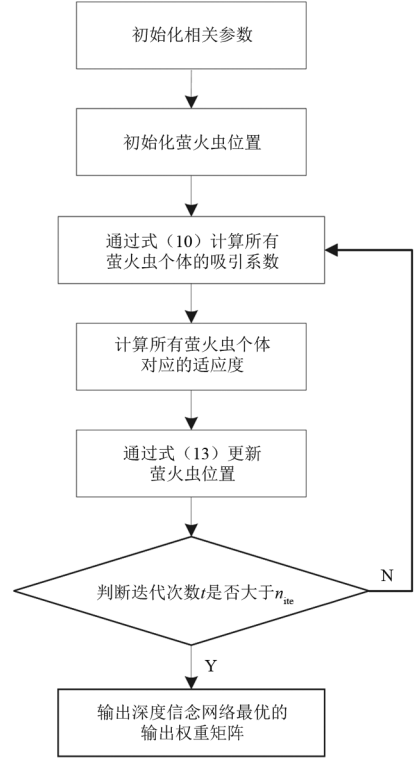 初始化相关参数
初始化萤火虫位置
通过式（10）计算所有
萤火虫个体的吸引系数
计算所有萤火虫个体
对应的适应度
通过式（13）更新
萤火虫位置
判断迭代次数t是否大于nite
N
Y
输出深度信念网络最优的
输出权重矩阵